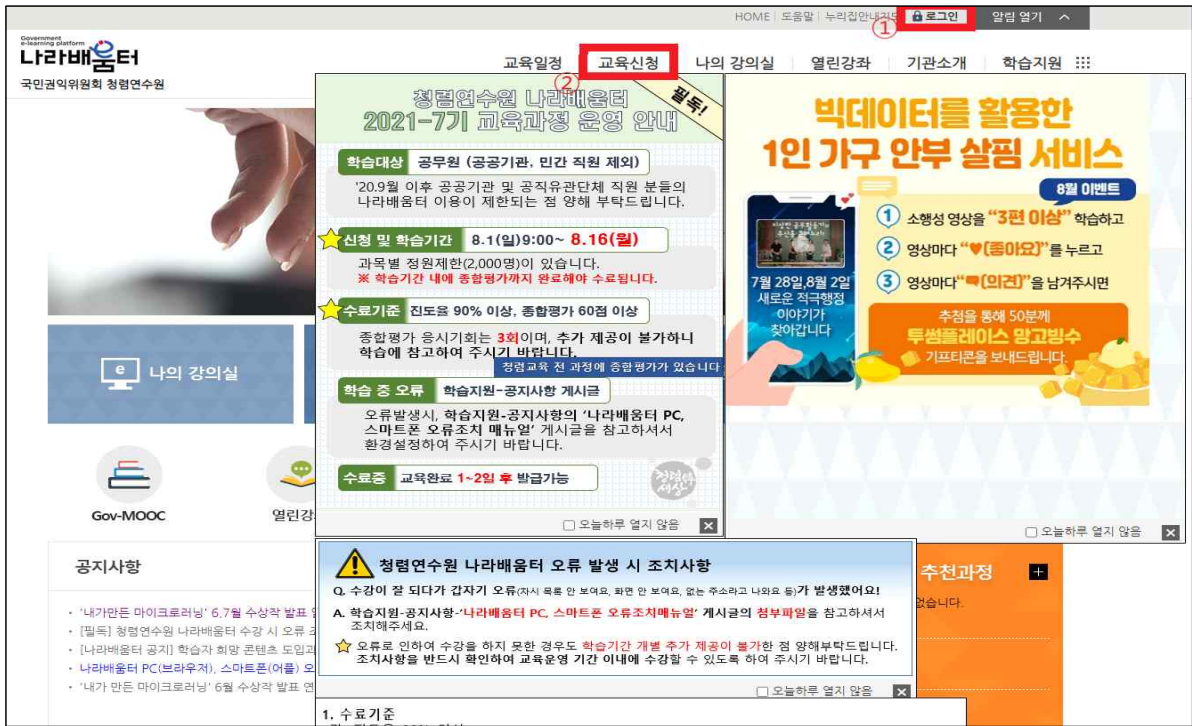 HOME 도움말 누리집안내지도 로그인 알림 열기
①
Government
e-learning platform
나라배움터
국민권익위원회 청렴연수원
교육일정 교육신청 나의 강의실 열린강좌 기관소개 학습지원
②
청렴연수원 나라배움터
2021-7기 교육과정 운영 안내
필독!
학습대상 공무원 (공공기관, 민간 직원 제외)
'20.9월 이후 공공기관 및 공직유관단체 직원 분들의
나라배움터 이용이 제한되는 점 양해 부탁드립니다.
신청 및 학습기간 8.1(일)9:00~ 8.16(월)
과목별 정원제한(2,000명)이 있습니다.
※ 학습기간 내에 종합평가까지 완료해야 수료됩니다.
수료기준 진도율 90% 이상, 종합평가 60점 이상
종합평가 응시기회는 3회이며, 추가 제공이 불가하니
학습에 참고하여 주시기 바랍니다.
청렴교육 전 과정에 종합평가가 있습니다
학습 중 오류 학습지원-공지사항 게시글
오류발생시, 학습지원-공지사항의 '나라배움터 PC,
스마트폰 오류조치 매뉴얼' 게시글을 참고하셔서
환경설정하여 주시기 바랍니다.
수료증 교육완료 1~2일 후 발급가능
청렴한 세상
오늘하루 열지 않음
빅데이터를 활용한
1인 가구 안부 살핌 서비스
8월 이벤트
① 소행성 영상을 "3편 이상" 학습하고
② 영상마다 "♥(좋아요)"를 누르고
③ 영상마다 "(의견)"을 남겨주시면
7월 28일,8월 2일
새로운 적극행정
이야기가
찾아갑니다
추첨을 통해 50분께
투썸플레이스 망고빙수
기프티콘을 보내드립니다.
오늘하루 열지 않음
e 나의 강의실
Gov-MOOC
열린강
공지사항
• '내가만든 마이크로러닝' 6,7월 수상작 발표
• [필독] 청렴연수원 나라배움터 수강 시 오류
• [나라배움터 공지] 학습자 희망 콘텐츠 도입
• 나라배움터 PC(브라우저), 스마트폰(어플) 오
• '내가 만든 마이크로러닝' 6월 수상작 발표 연
청렴연수원 나라배움터 오류 발생 시 조치사항
Q. 수강이 잘 되다가 갑자기 오류(차시 목록 안 보여요, 화면 안 보여요, 없는 주소라고 나와요 등)가 발생했어요!
A. 학습지원-공지사항-'나라배움터 PC, 스마트폰 오류조치매뉴얼' 게시글의 첨부파일을 참고하셔서
조치해주세요.
오류로 인하여 수강을 하지 못한 경우도 학습기간 개별 추가 제공이 불가한 점 양해부탁드립니다.
조치사항을 반드시 확인하여 교육운영 기간 이내에 수강할 수 있도록 하여 주시기 바랍니다.
오늘하루 열지 않음
추천과정
없습니다.
1. 수료기준